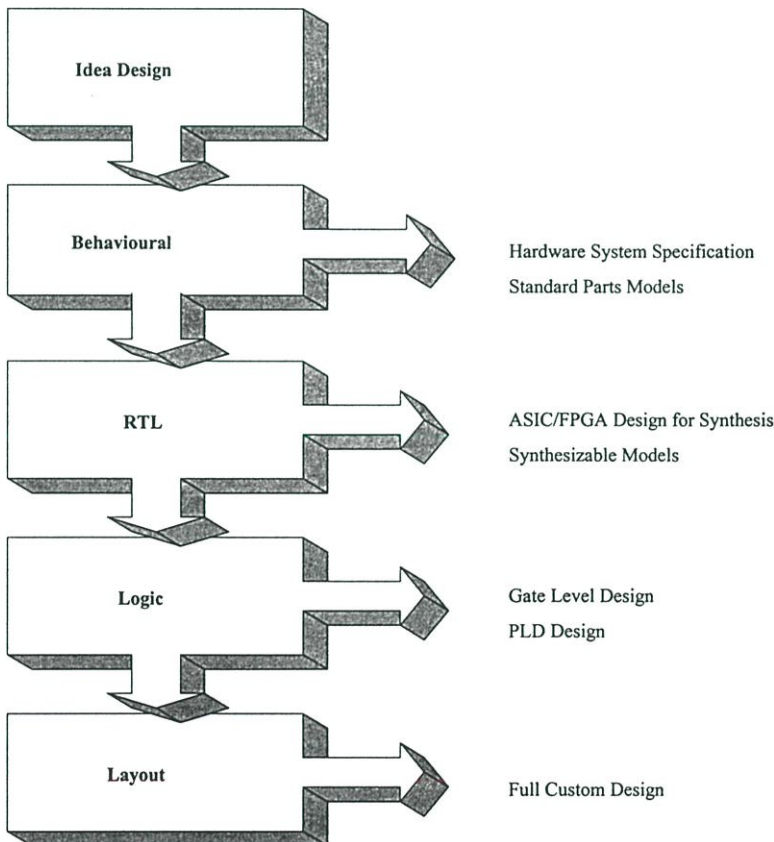 Idea Design
Behavioural
Hardware System Specification
Standard Parts Models
RTL
ASIC/FPGA Design for Synthesis
Synthesizable Models
Logic
Gate Level Design
PLD Design
Layout
Full Custom Design